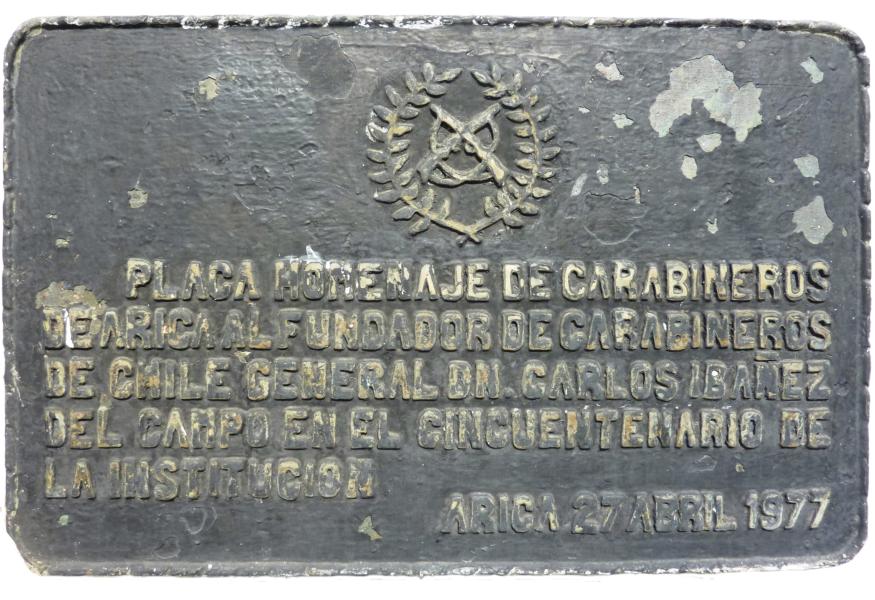 PLACA HOMENAJE DE CARABINEROS
DE ARICA AL FUNDADOR DE CARABINEROS
DE CHILE GENERAL DN. CARLOS IBAÑEZ
DEL CAMPO EN EL CINCUENTENARIO DE
LA INSTITUCION
ARICA 27 ABRIL 1977